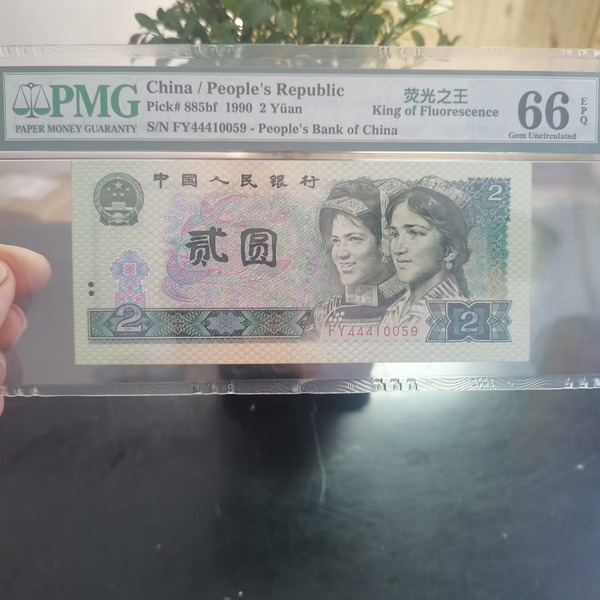 PMG
PAPER MONEY GUARANTY
China / People's Republic
Pick# 885bf 1990 2 Yüan
S/N FY44410059 - People's Bank of China
荧光之王
King of Fluorescence
66 EPQ
Gem Uncirculated
中国人民银行
2
贰圆
2
FY44410059
2